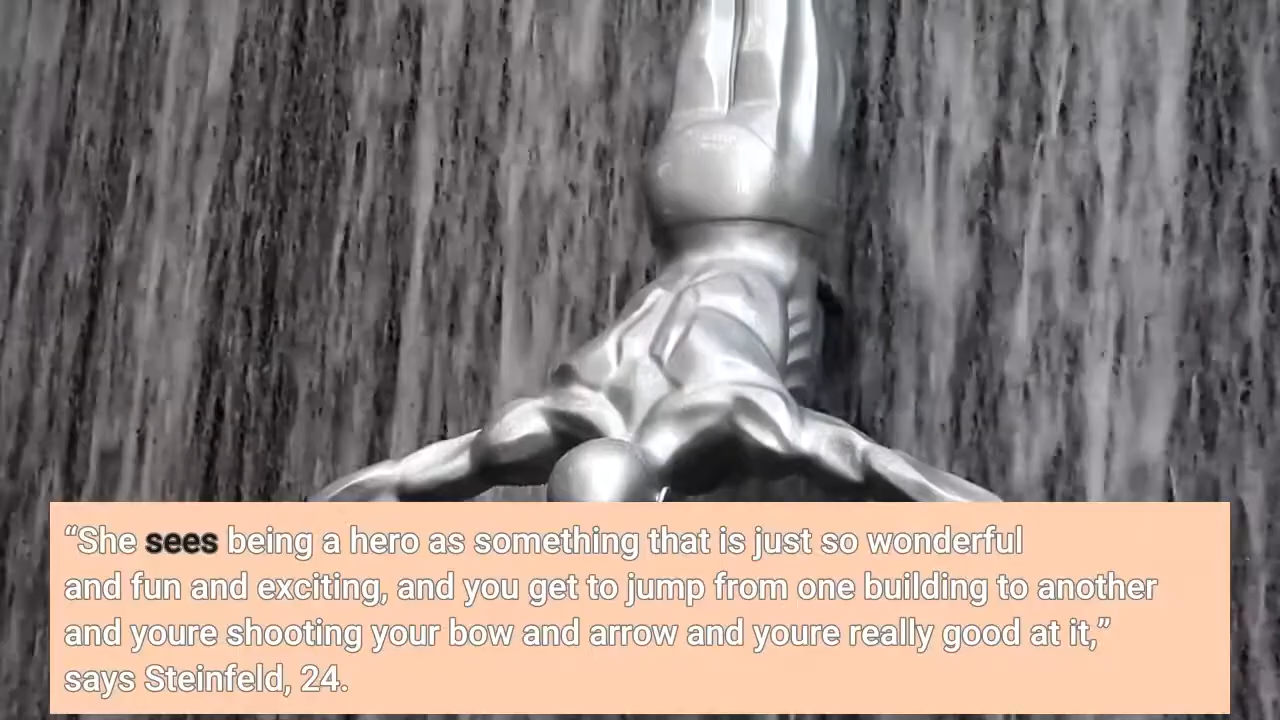 “She sees being a hero as something that is just so wonderful
and fun and exciting, and you get to jump from one building to another
and youre shooting your bow and arrow and youre really good at it,”
says Steinfeld, 24.